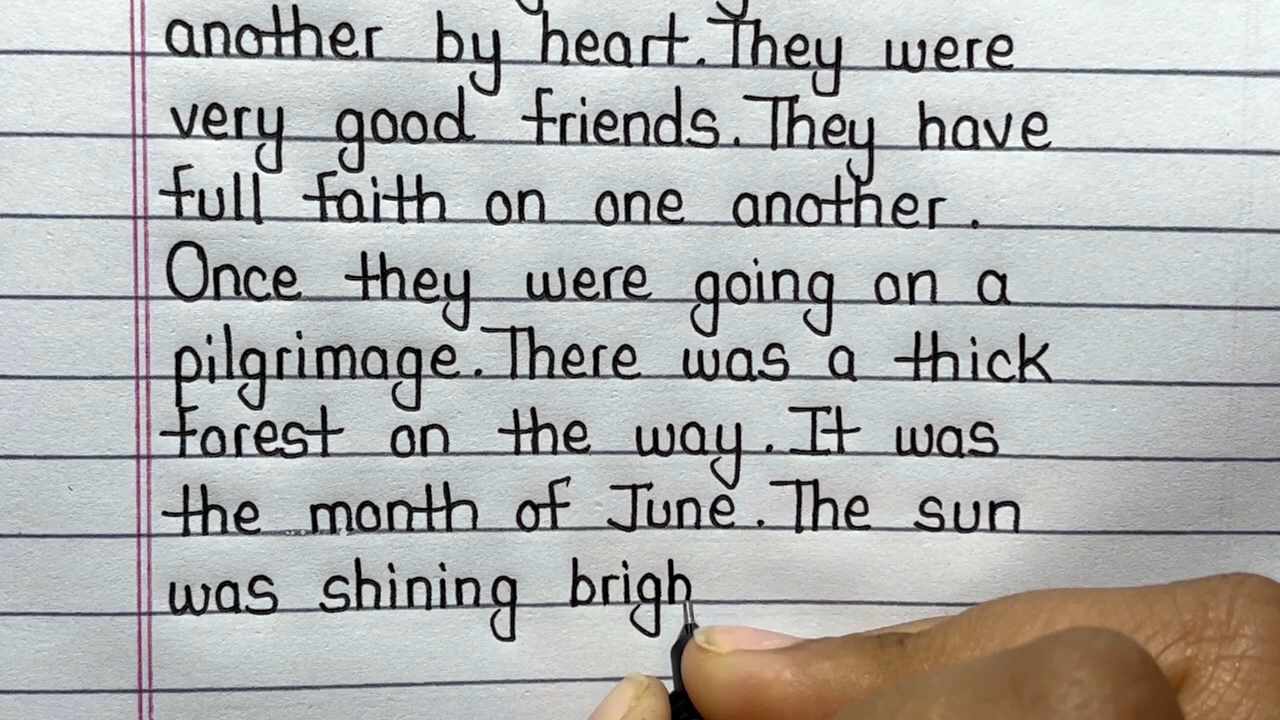 another by heart. They were
very good friends. They have
full faith on one another.
Once they were going on a
pilgrimage. There was a thick
forest on the way. It was
the month of June. The sun
was shining brigh